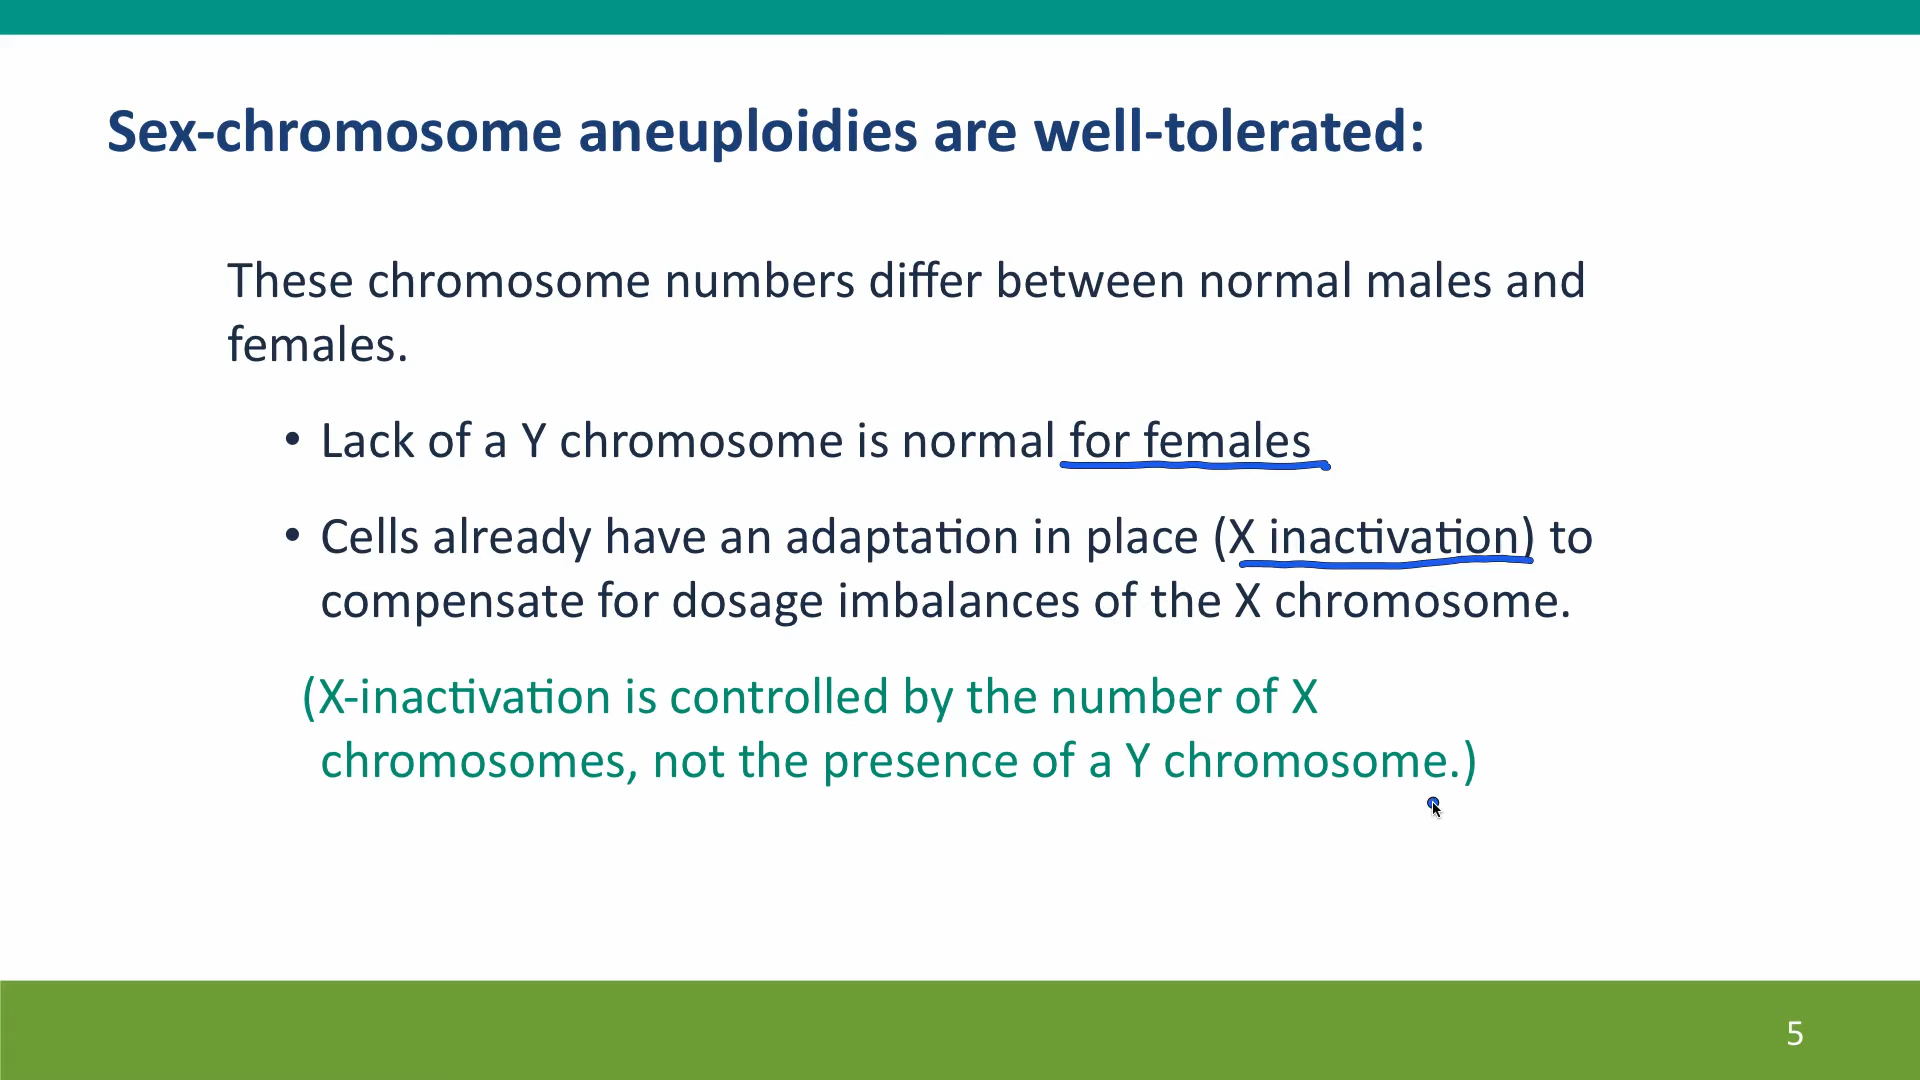 Sex-chromosome aneuploidies are well-tolerated:
These chromosome numbers differ between normal males and
females.
• Lack of a Y chromosome is normal for females
• Cells already have an adaptation in place (X inactivation) to
compensate for dosage imbalances of the X chromosome.
(X-inactivation is controlled by the number of X
chromosomes, not the presence of a Y chromosome.)
5